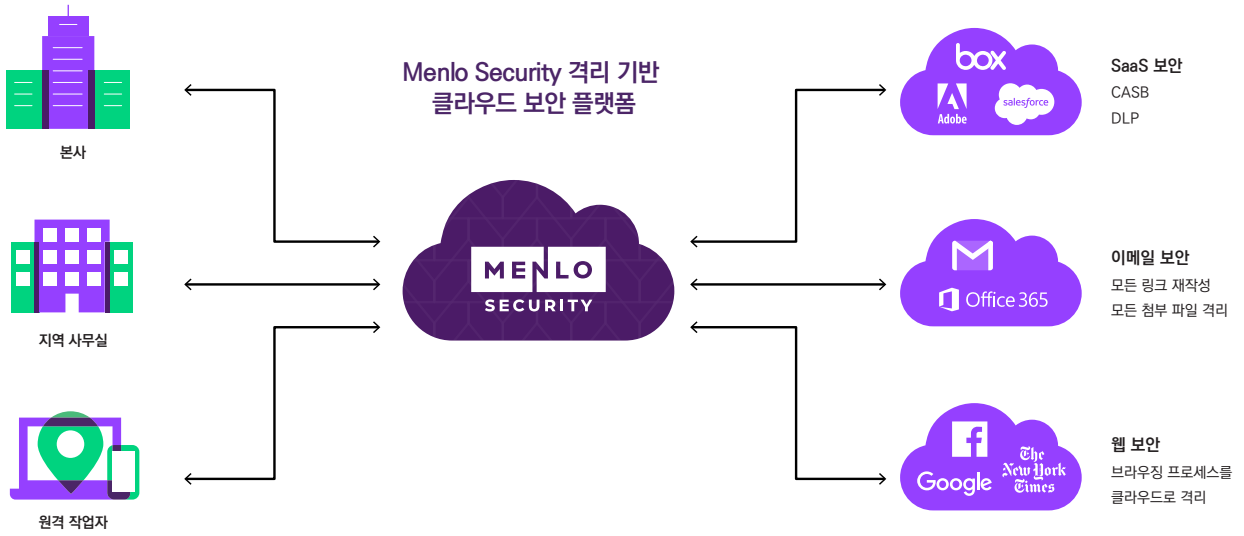 Menlo Security 격리 기반
클라우드 보안 플랫폼
본사
지역 사무실
원격 작업자
MENLO
SECURITY
box
Adobe
salesforce
SaaS 보안
CASB
DLP
Office 365
이메일 보안
모든 링크 재작성
모든 첨부 파일 격리
Google
The
New York
Times
웹 보안
브라우징 프로세스를
클라우드로 격리